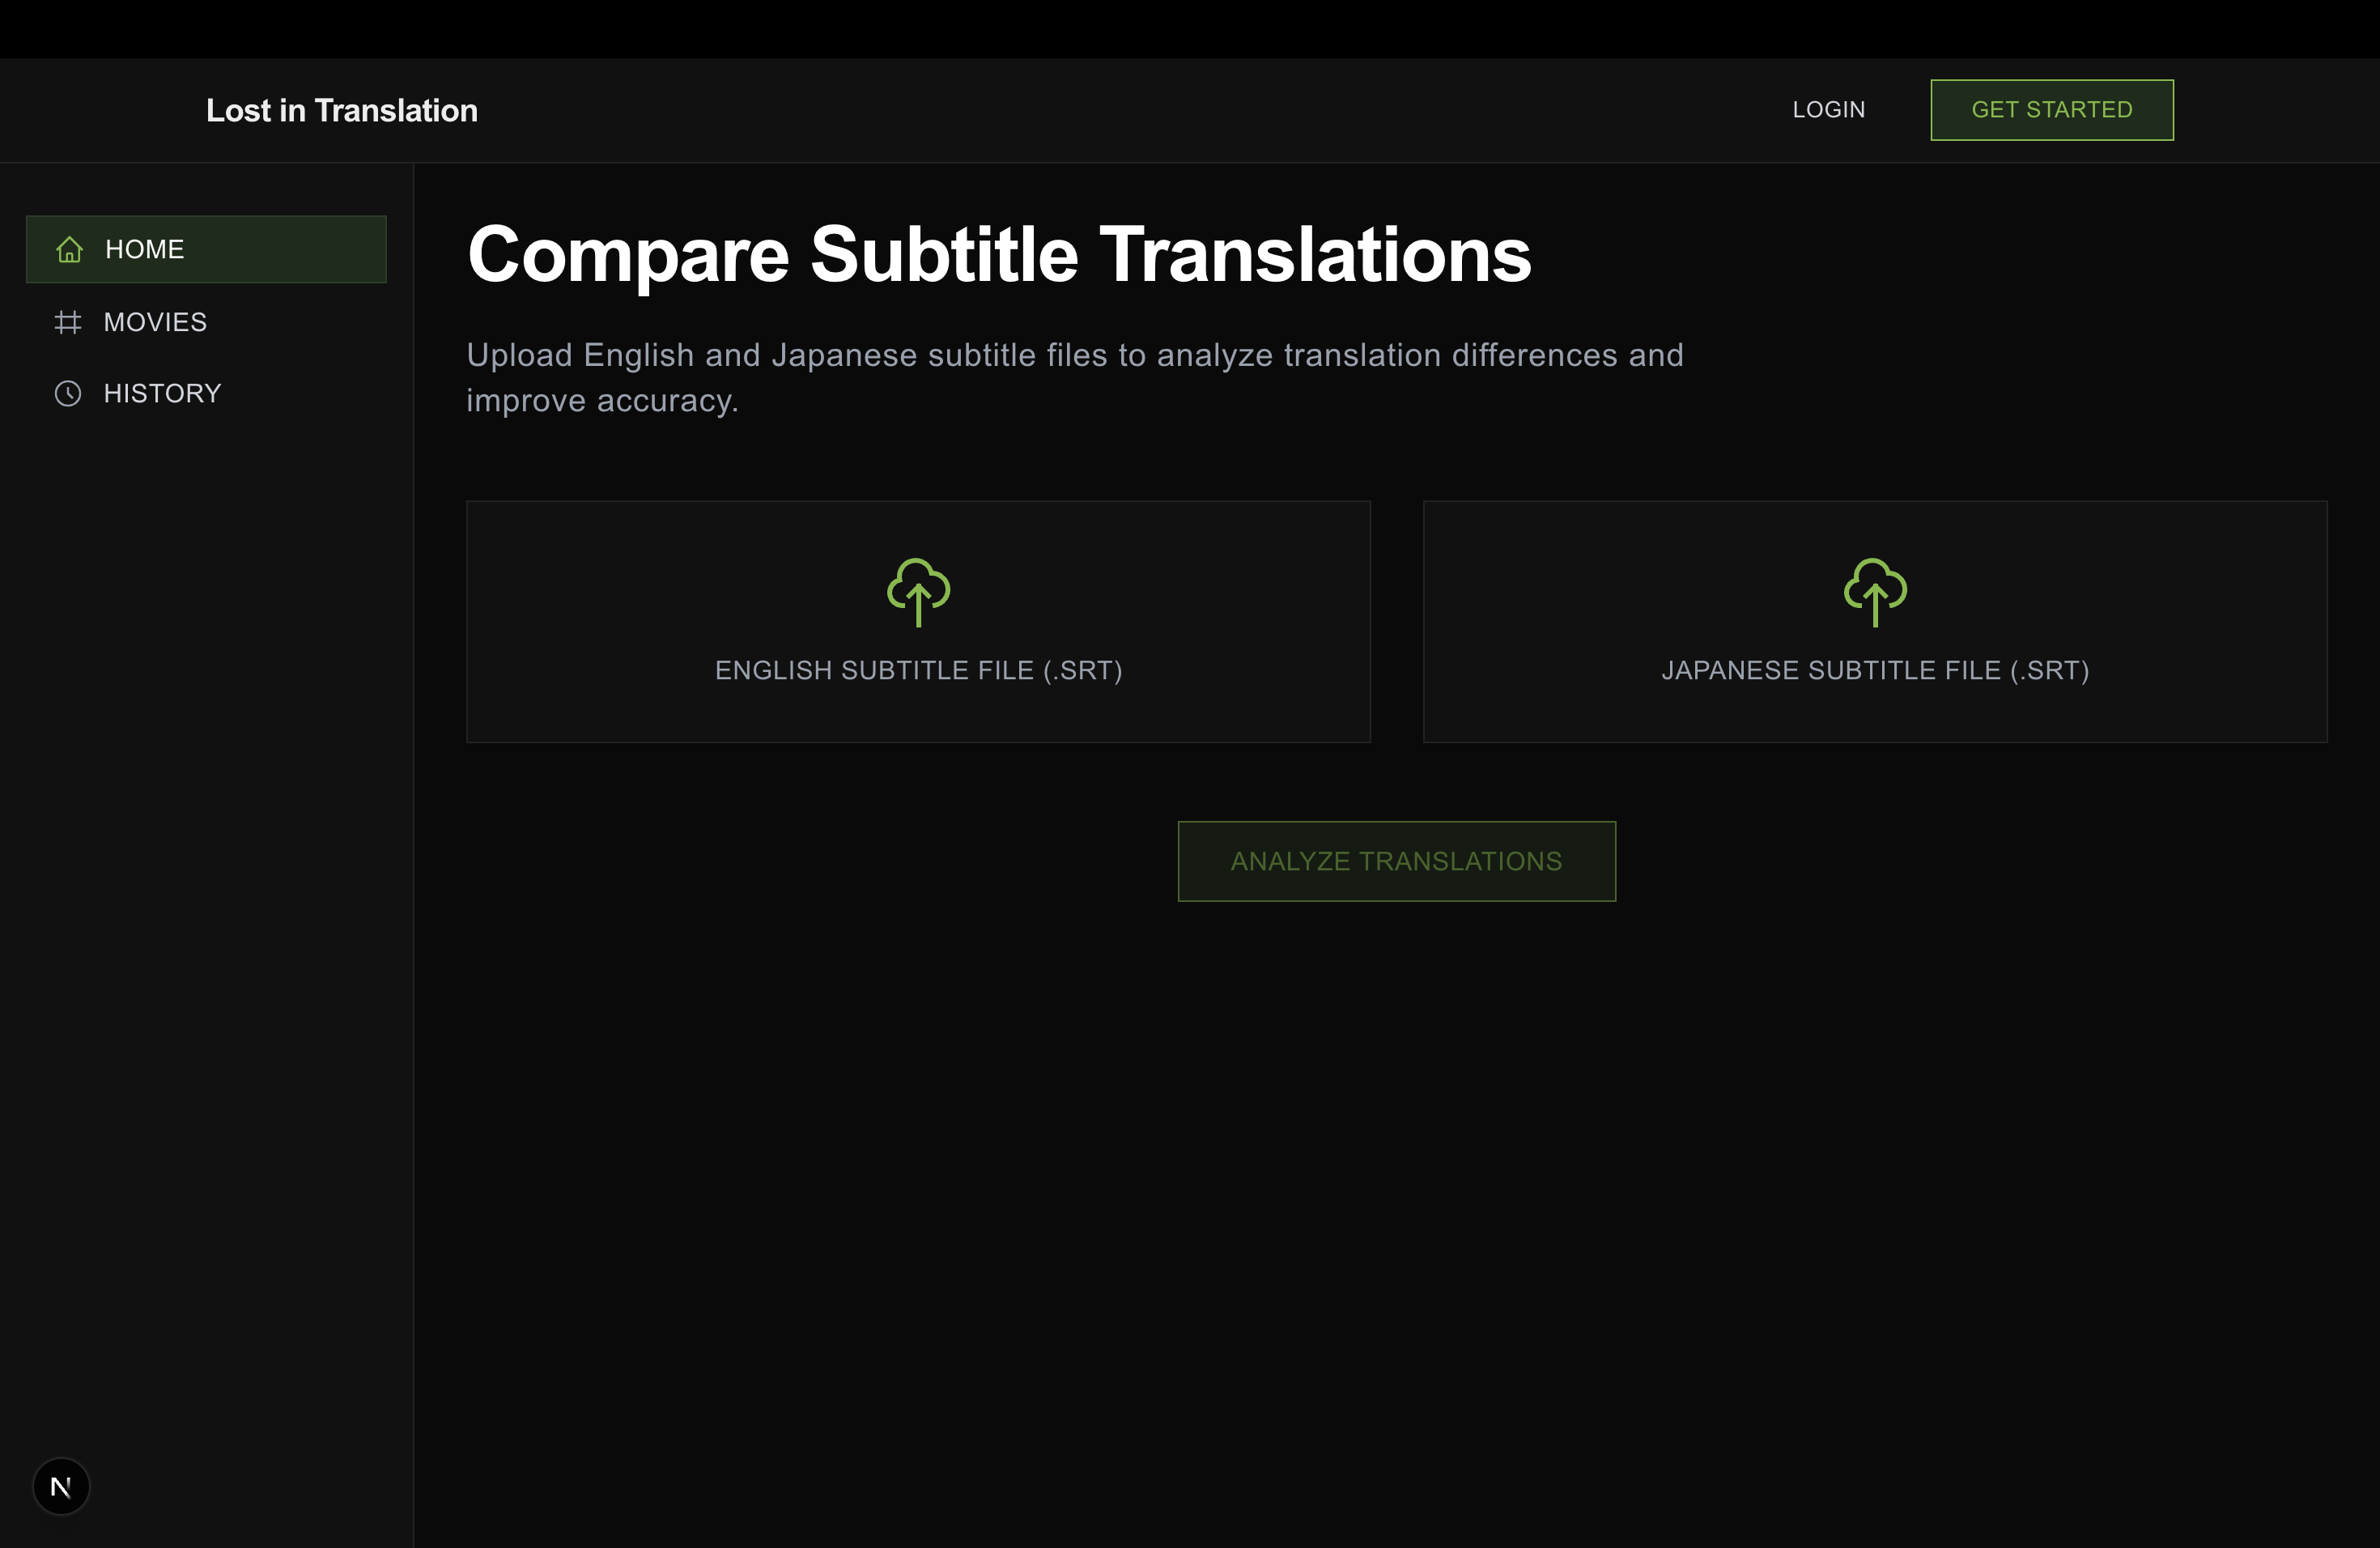 Lost in Translation
LOGIN
GET STARTED
HOME
MOVIES
HISTORY
Compare Subtitle Translations
Upload English and Japanese subtitle files to analyze translation differences and
improve accuracy.
ENGLISH SUBTITLE FILE (.SRT)
JAPANESE SUBTITLE FILE (.SRT)
ANALYZE TRANSLATIONS
N